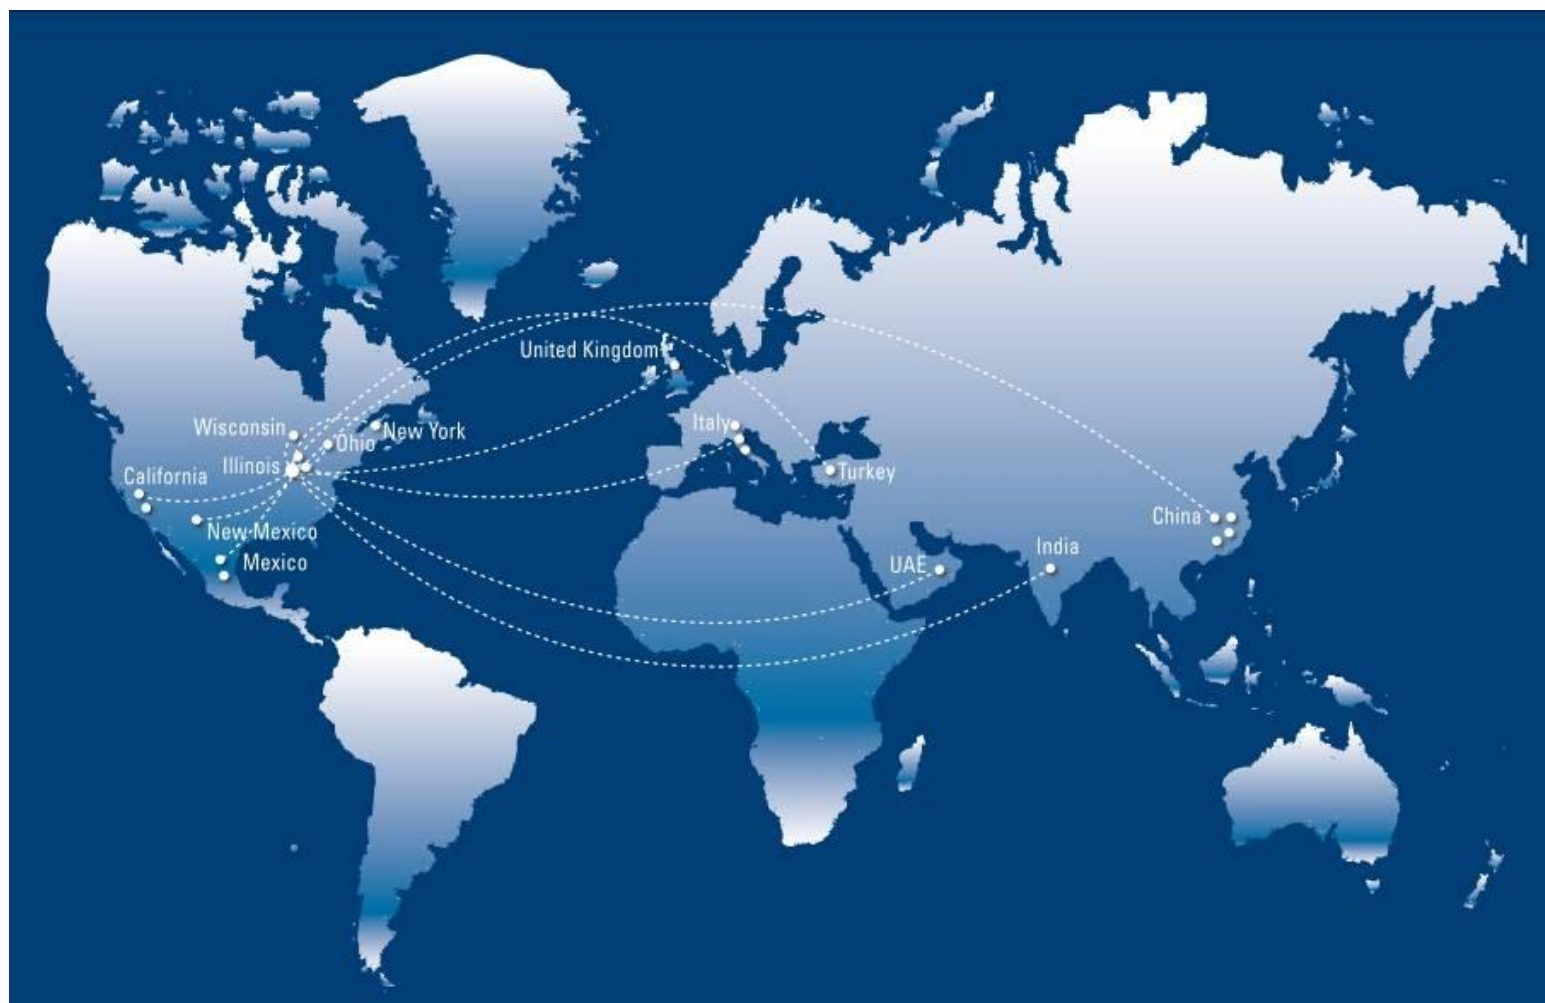 United Kingdom
Wisconsin
New York
Ohio
Italy
Illinois
California
Turkey
New Mexico
China
Mexico
UAE
India